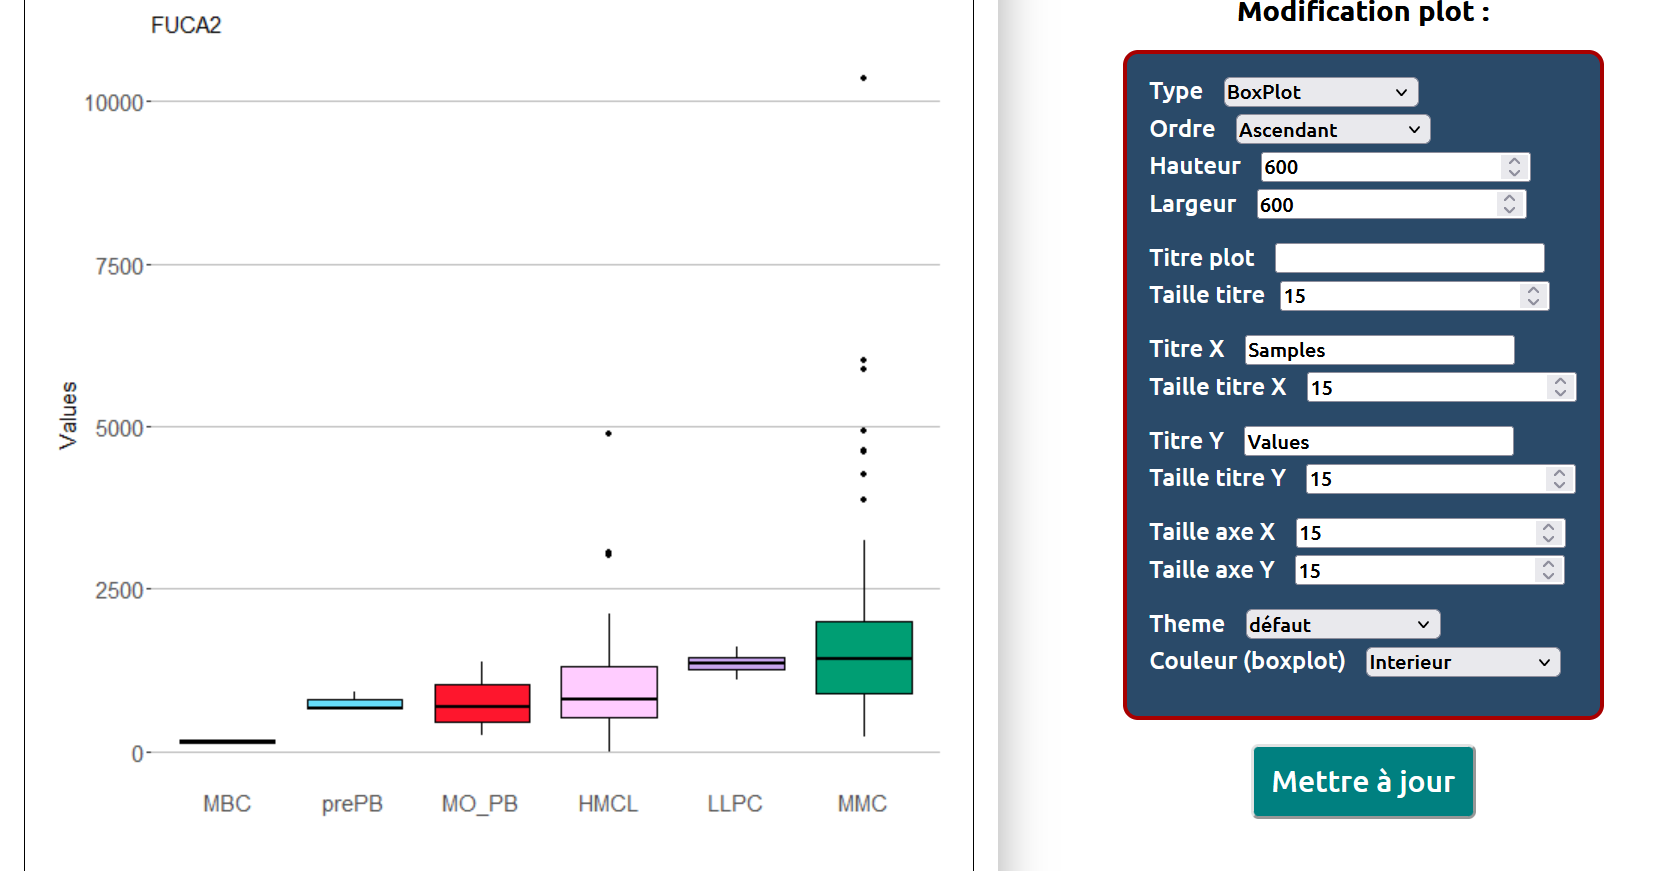 FUCA2
10000
7500
Values
5000
2500
0
MBC prePB MO_PB HMCL LLPC MMC
Modification plot :
Type BoxPlot
Ordre Ascendant
Hauteur 600
Largeur 600
Titre plot
Taille titre 15
Titre X Samples
Taille titre X 15
Titre Y Values
Taille titre Y 15
Taille axe X 15
Taille axe Y 15
Theme défaut
Couleur (boxplot) Interieur
Mettre à jour